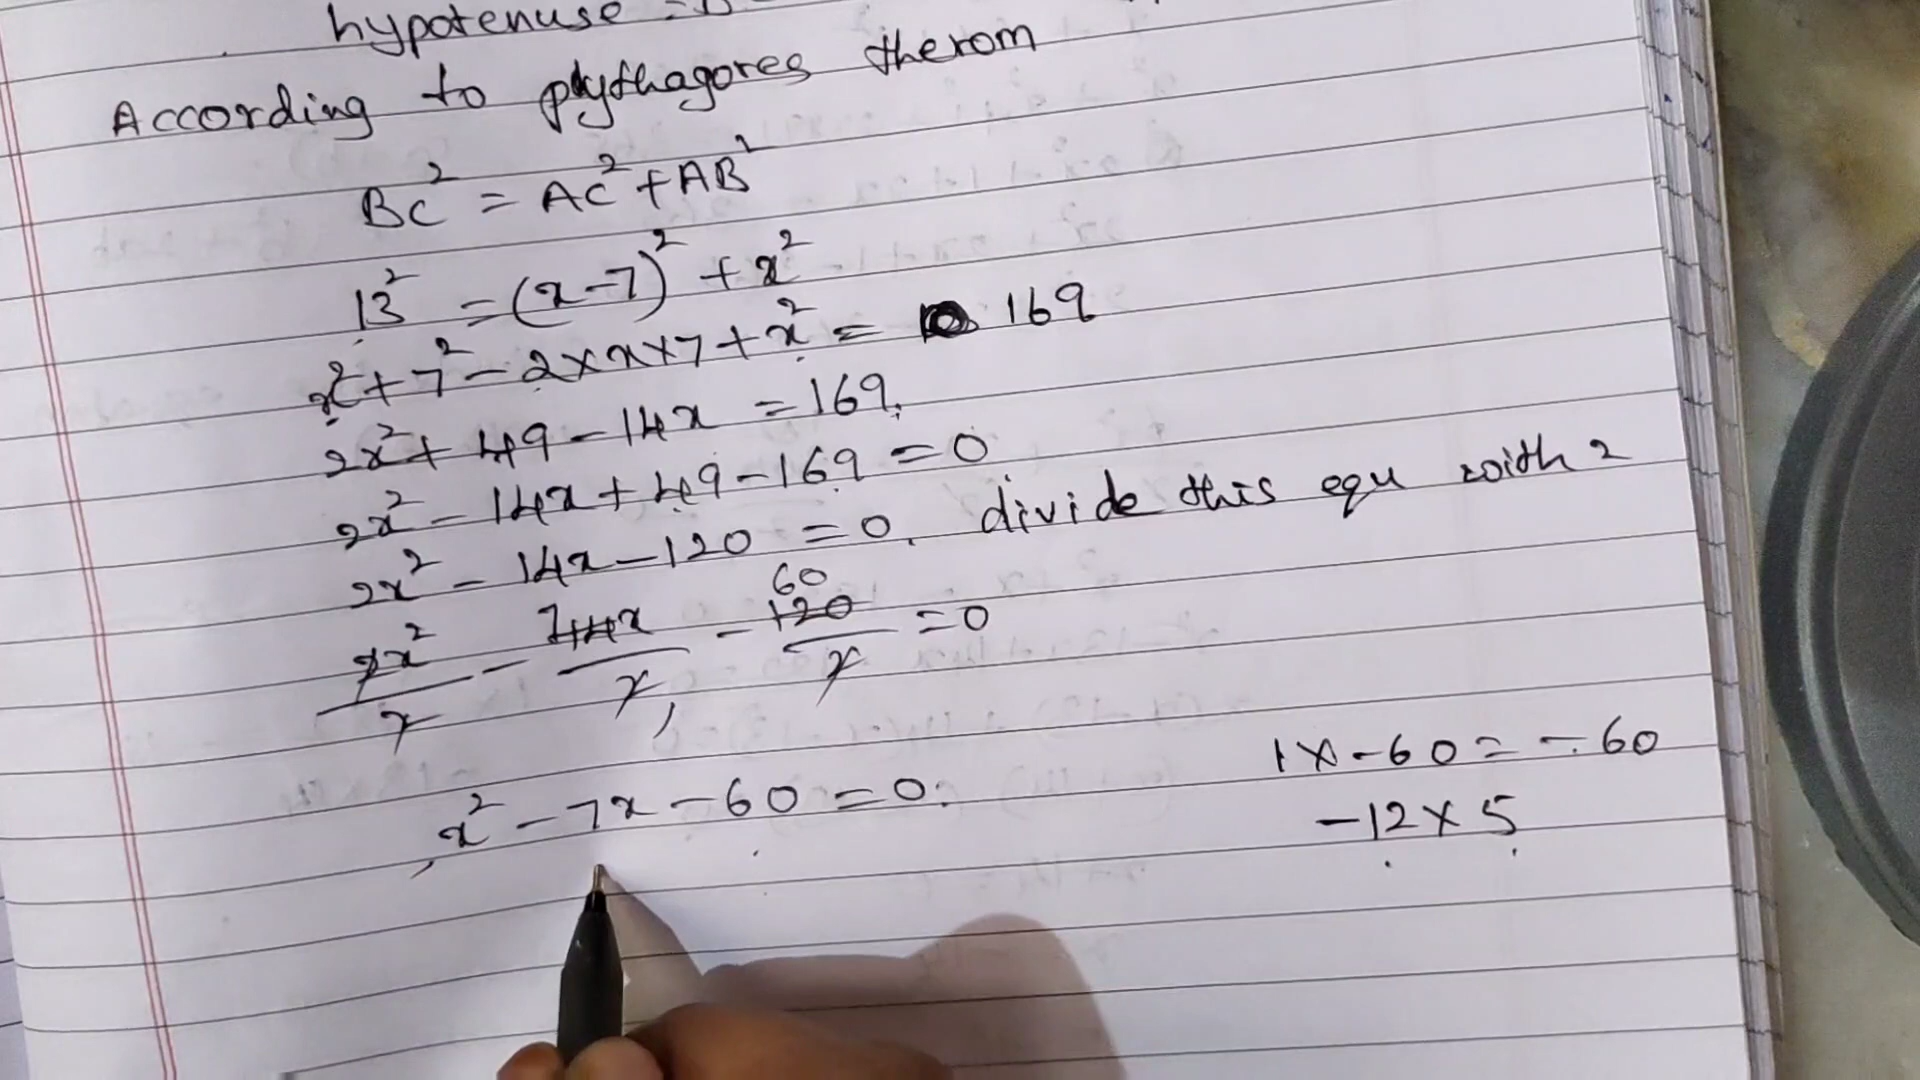 hypotenuse =
According to pythagores therom
BC² = AC² + AB²
13² = (x-7)² + x²
x² + 7² - 2×x×7 + x² = 169
2x² + 49 - 14x = 169.
2x² - 14x + 49 - 169 = 0
2x² - 14x - 120 = 0. divide this equ with 2
2x²/2 - 7 14x/2 - 60 120/2 = 0
x² - 7x - 60 = 0.
1 × -60 = -60
-12 × 5